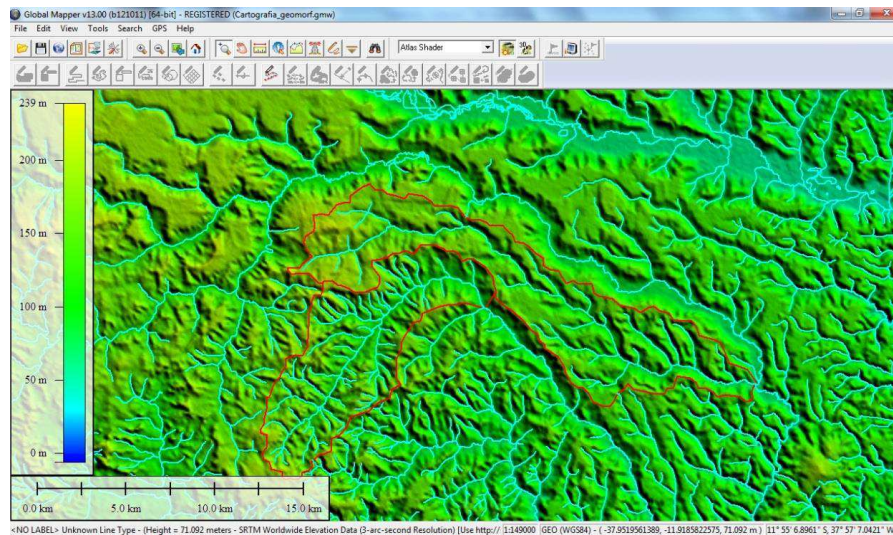 Global Mapper v13.00 (b121011) [64-bit] - REGISTERED (Cartografia_geomorf.gmw)
File Edit View Tools Search GPS Help
Atlas Shader
3D
239 m
200 m
150 m
100 m
50 m
0 m
0.0 km 5.0 km 10.0 km 15.0 km
<NO LABEL> Unknown Line Type - (Height = 71.092 meters - SRTM Worldwide Elevation Data (3-arc-second Resolution) [Use http:// 1:149000 GEO (WGS84) - ( -37.9519561389, -11.9185822575, 71.092 m ) 11° 55' 6.8961" S, 37° 57' 7.0421" W